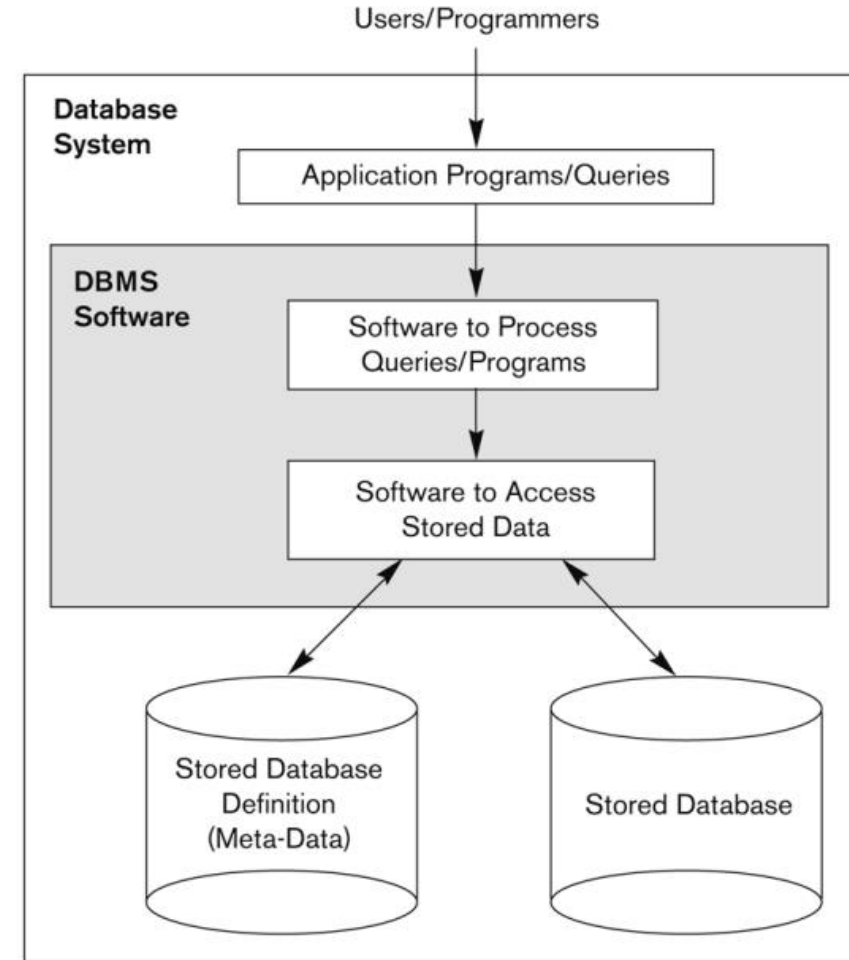 Users/Programmers
Database
System
Application Programs/Queries
DBMS
Software
Software to Process
Queries/Programs
Software to Access
Stored Data
Stored Database
Definition
(Meta-Data)
Stored Database